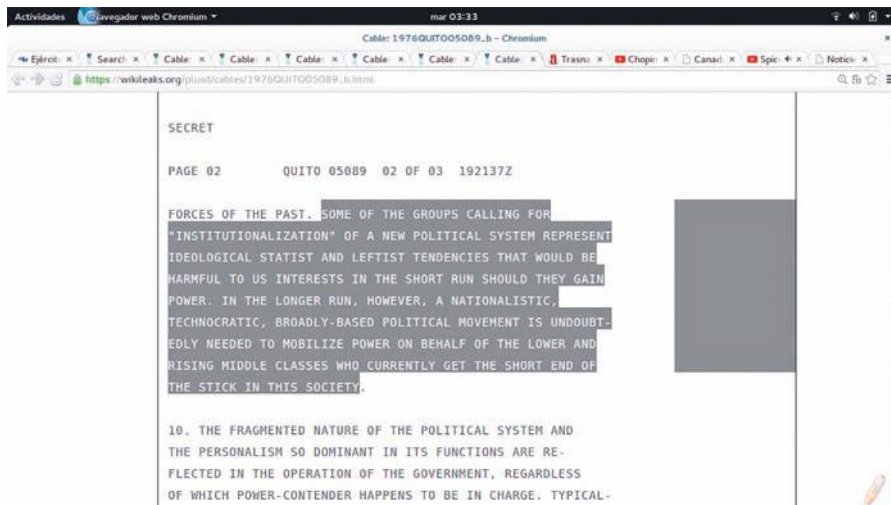 Actividades
Navegador web Chromium
mar 03:33
Cable: 1976QUITO05089_b - Chromium
Ejércit x Search x Cable: x Cable: x Cable: x Cable: x Cable: x Trasna x Chopin x Canad: x Spic: x Notici: x
https://wikileaks.org/plusd/cables/1976QUITO05089_b.html
SECRET
PAGE 02 QUITO 05089 02 OF 03 192137Z
FORCES OF THE PAST. SOME OF THE GROUPS CALLING FOR
"INSTITUTIONALIZATION" OF A NEW POLITICAL SYSTEM REPRESENT
IDEOLOGICAL STATIST AND LEFTIST TENDENCIES THAT WOULD BE
HARMFUL TO US INTERESTS IN THE SHORT RUN SHOULD THEY GAIN
POWER. IN THE LONGER RUN, HOWEVER, A NATIONALISTIC,
TECHNOCRATIC, BROADLY-BASED POLITICAL MOVEMENT IS UNDOUBT-
EDLY NEEDED TO MOBILIZE POWER ON BEHALF OF THE LOWER AND
RISING MIDDLE CLASSES WHO CURRENTLY GET THE SHORT END OF
THE STICK IN THIS SOCIETY.
10. THE FRAGMENTED NATURE OF THE POLITICAL SYSTEM AND
THE PERSONALISM SO DOMINANT IN ITS FUNCTIONS ARE RE-
FLECTED IN THE OPERATION OF THE GOVERNMENT, REGARDLESS
OF WHICH POWER-CONTENDER HAPPENS TO BE IN CHARGE. TYPICAL-